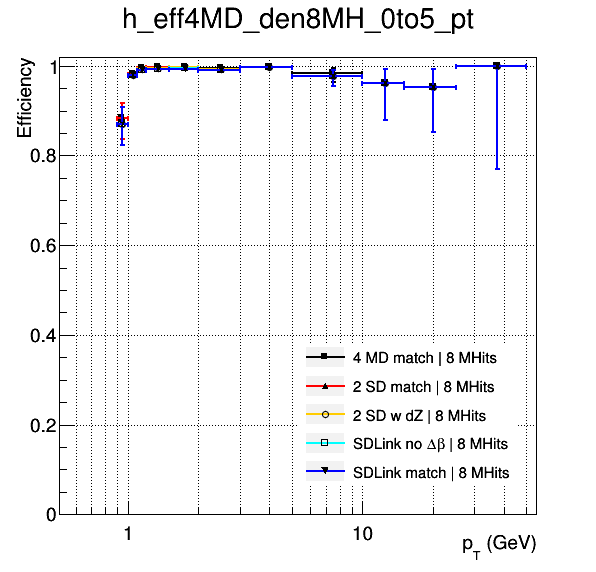 h_eff4MD_den8MH_0to5_pt
Efficiency
1
0.8
0.6
0.4
0.2
0
4 MD match | 8 MHits
2 SD match | 8 MHits
2 SD w dZ | 8 MHits
SDLink no Δβ | 8 MHits
SDLink match | 8 MHits
1
10
p_T (GeV)